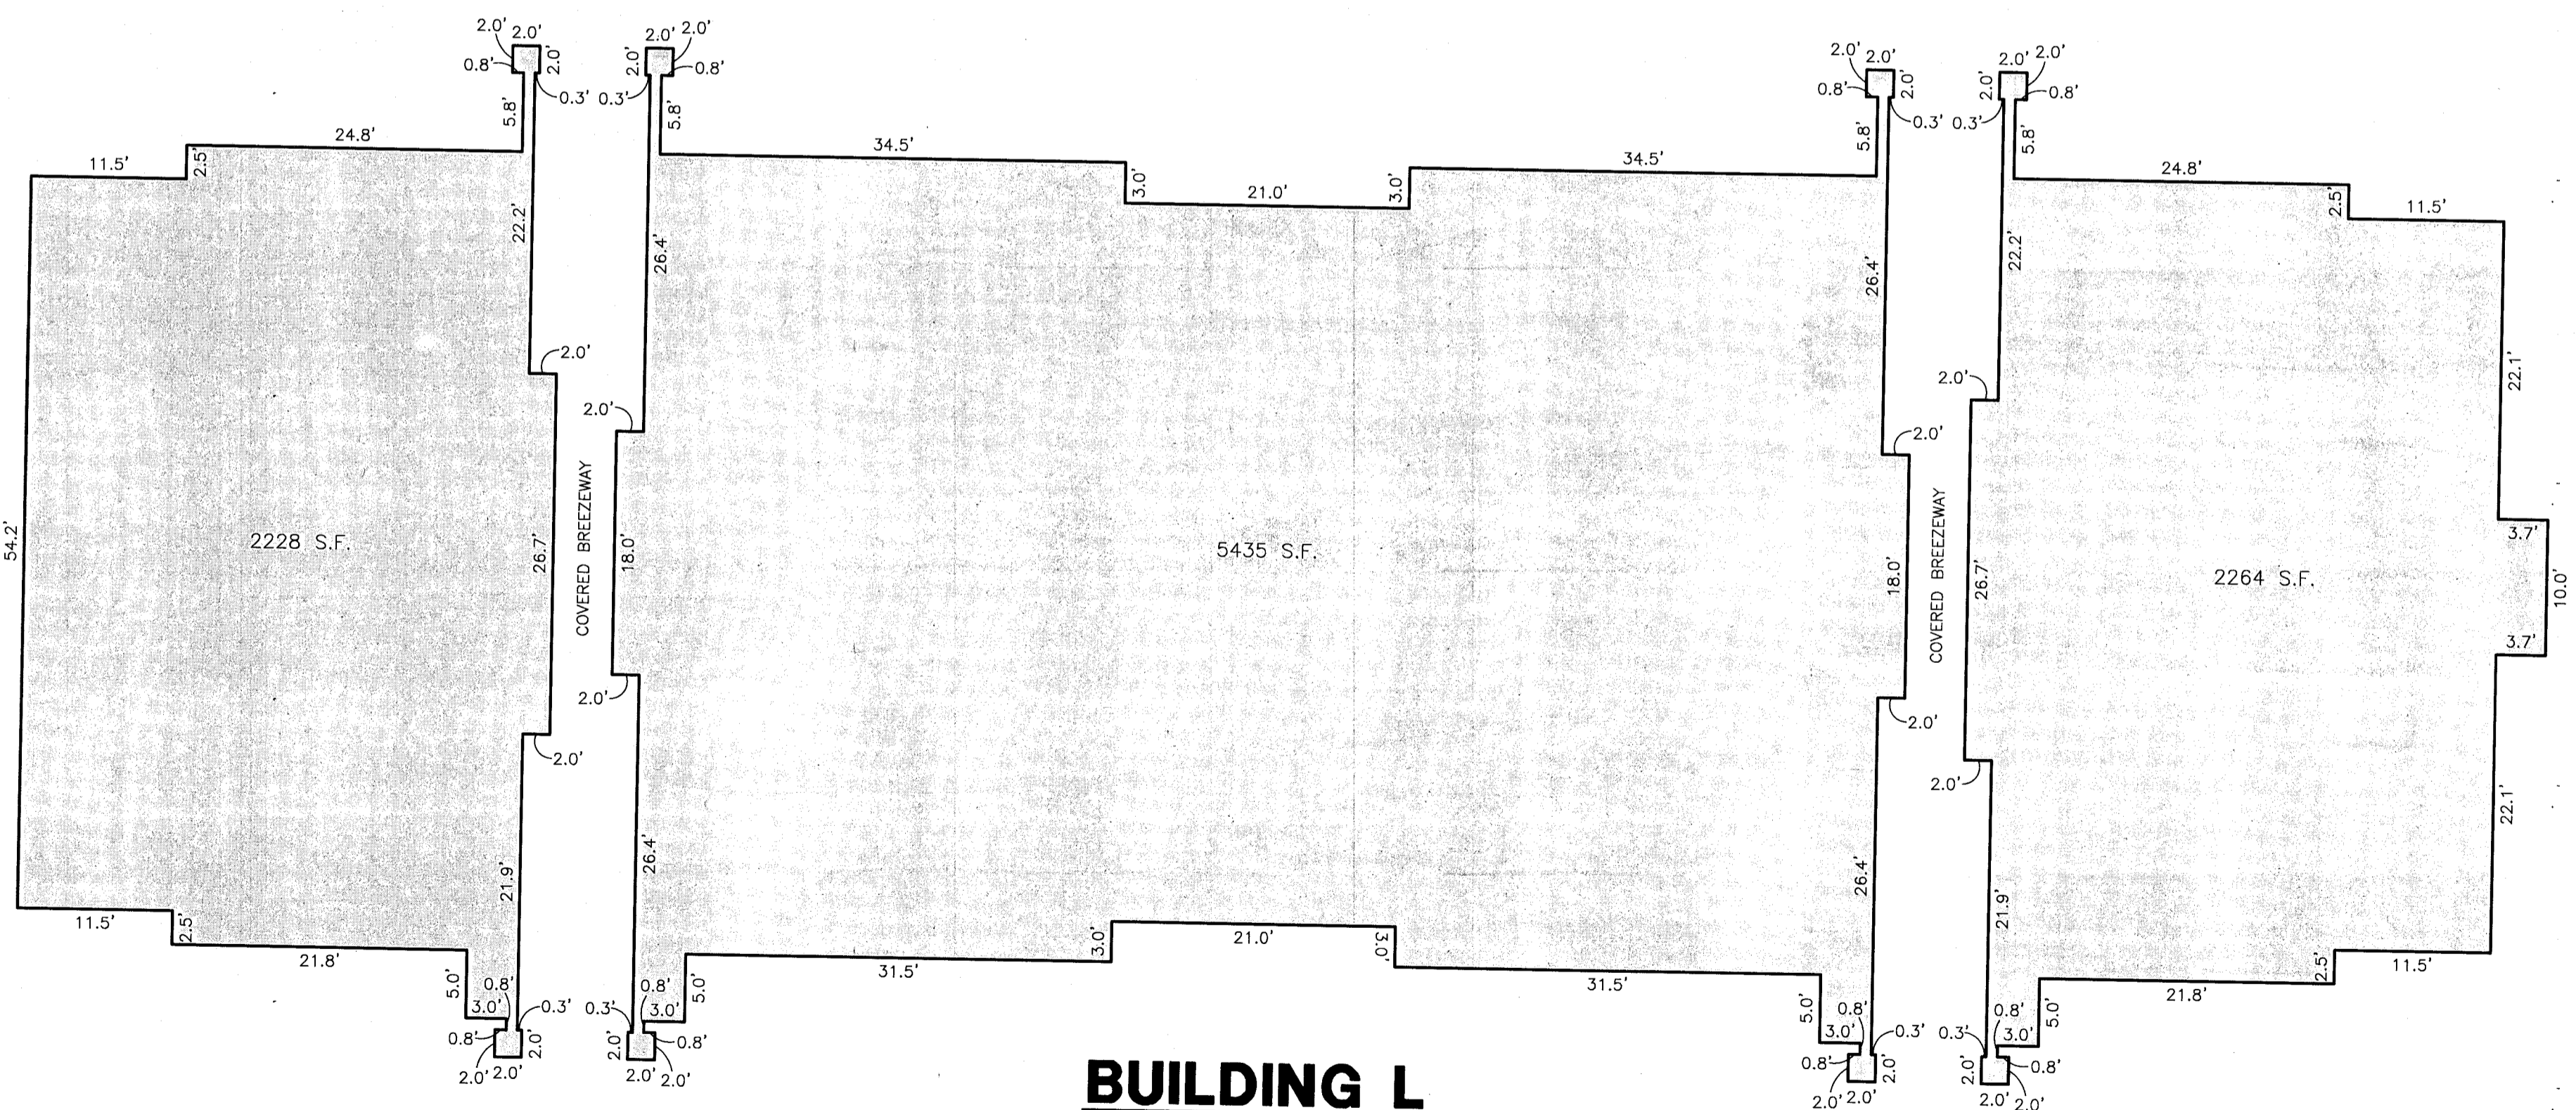 2.0' 2.0' 2.0' 0.8' 0.3' 5.8'
2.0' 2.0' 2.0' 0.8' 0.3' 5.8'
2.0' 2.0' 2.0' 0.8' 0.3' 5.8'
2.0' 2.0' 2.0' 0.8' 0.3' 5.8'
11.5' 2.5' 24.8' 34.5' 3.0' 21.0' 3.0' 34.5' 24.8' 2.5' 11.5'
22.2' 26.4' 26.4' 22.2' 22.1'
2.0' 2.0' 2.0' 2.0'
54.2'
2228 S.F.
26.7'
COVERED BREEZEWAY
18.0'
5435 S.F.
18.0'
COVERED BREEZEWAY
26.7'
2264 S.F.
3.7'
10.0'
3.7'
2.0' 2.0' 2.0' 2.0'
21.9' 26.4' 26.4' 21.9' 22.1'
11.5' 2.5' 21.8' 31.5' 3.0' 21.0' 3.0' 31.5' 21.8' 2.5' 11.5'
5.0' 3.0' 0.8' 0.3' 0.8' 2.0' 2.0' 2.0'
0.3' 0.8' 3.0' 5.0' 2.0' 0.8' 2.0' 2.0'
5.0' 3.0' 0.8' 0.3' 0.8' 2.0' 2.0' 2.0'
0.3' 0.8' 3.0' 5.0' 2.0' 0.8' 2.0' 2.0'
BUILDING L